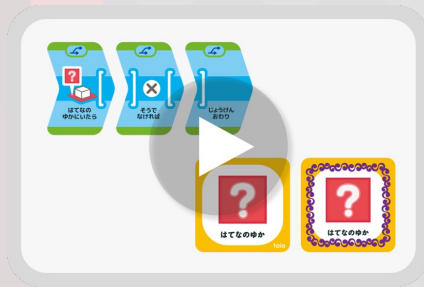 ?
はてなの
ゆかにいたら
そうで
なければ
じょうけん
おわり
?
はてなのゆか
toio
?
はてなのゆか